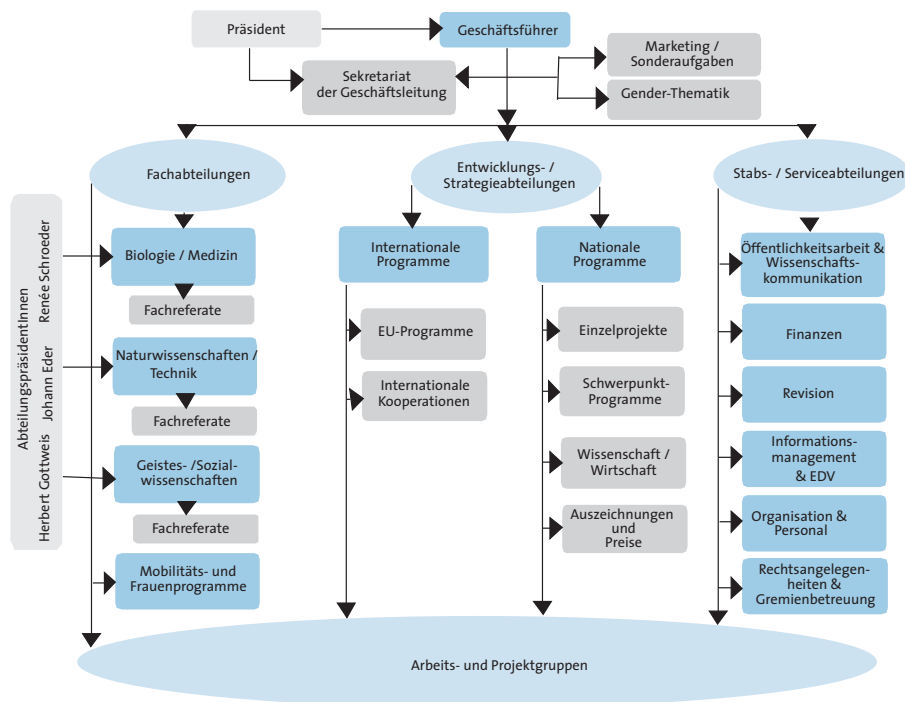 Präsident
Geschäftsführer
Marketing /
Sonderaufgaben
Sekretariat
der Geschäftsleitung
Gender-Thematik
Fachabteilungen
Entwicklungs- /
Strategieabteilungen
Stabs- / Serviceabteilungen
AbteilungspräsidentInnen
Herbert Gottweis Johann Eder Renée Schroeder
Biologie / Medizin
Fachreferate
Naturwissenschaften /
Technik
Fachreferate
Geistes- /Sozial-
wissenschaften
Fachreferate
Mobilitäts- und
Frauenprogramme
Internationale
Programme
EU-Programme
Internationale
Kooperationen
Nationale
Programme
Einzelprojekte
Schwerpunkt-
Programme
Wissenschaft /
Wirtschaft
Auszeichnungen
und
Preise
Öffentlichkeitsarbeit &
Wissenschafts-
kommunikation
Finanzen
Revision
Informations-
management
& EDV
Organisation &
Personal
Rechtsangelegen-
heiten &
Gremienbetreuung
Arbeits- und Projektgruppen